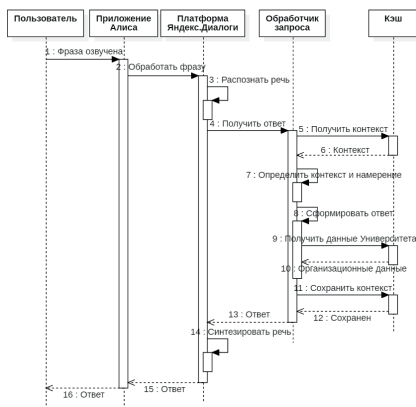 Пользователь
Приложение
Алиса
Платформа
Яндекс.Диалоги
Обработчик
запроса
Кэш
1 : Фраза озвучена
2 : Обработать фразу
3 : Распознать речь
4 : Получить ответ
5 : Получить контекст
6 : Контекст
7 : Определить контекст и намерение
8 : Сформировать ответ
9 : Получить данные Университета
10 : Организационные данные
11 : Сохранить контекст
12 : Сохранен
13 : Ответ
14 : Синтезировать речь
15 : Ответ
16 : Ответ